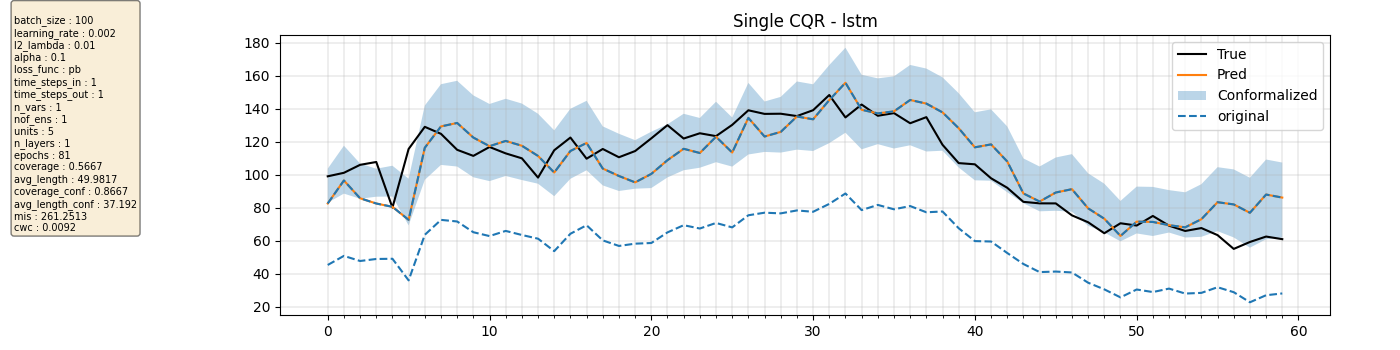 batch_size : 100
learning_rate : 0.002
l2_lambda : 0.01
alpha : 0.1
loss_func : pb
time_steps_in : 1
time_steps_out : 1
n_vars : 1
nof_ens : 1
units : 5
n_layers : 1
epochs : 81
coverage : 0.5667
avg_length : 49.9817
coverage_conf : 0.8667
avg_length_conf : 37.192
mis : 261.2513
cwc : 0.0092
Single CQR - lstm
180
160
140
120
100
80
60
40
20
0 10 20 30 40 50 60
True
Pred
Conformalized
original